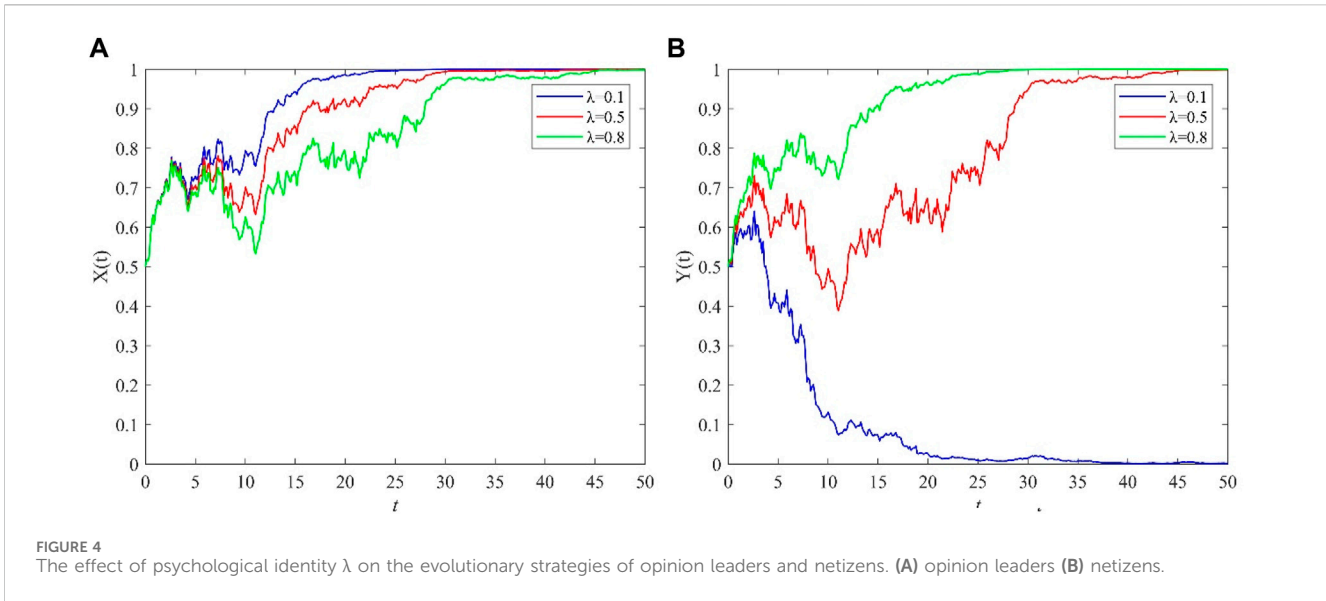 A
B
1
0.9
0.8
0.7
0.6
0.5
0.4
0.3
0.2
0.1
0
X(t)
0 5 10 15 20 25 30 35 40 45 50
t
λ=0.1
λ=0.5
λ=0.8
1
0.9
0.8
0.7
0.6
0.5
0.4
0.3
0.2
0.1
0
Y(t)
0 5 10 15 20 25 30 35 40 45 50
t
λ=0.1
λ=0.5
λ=0.8
FIGURE 4
The effect of psychological identity λ on the evolutionary strategies of opinion leaders and netizens. (A) opinion leaders (B) netizens.